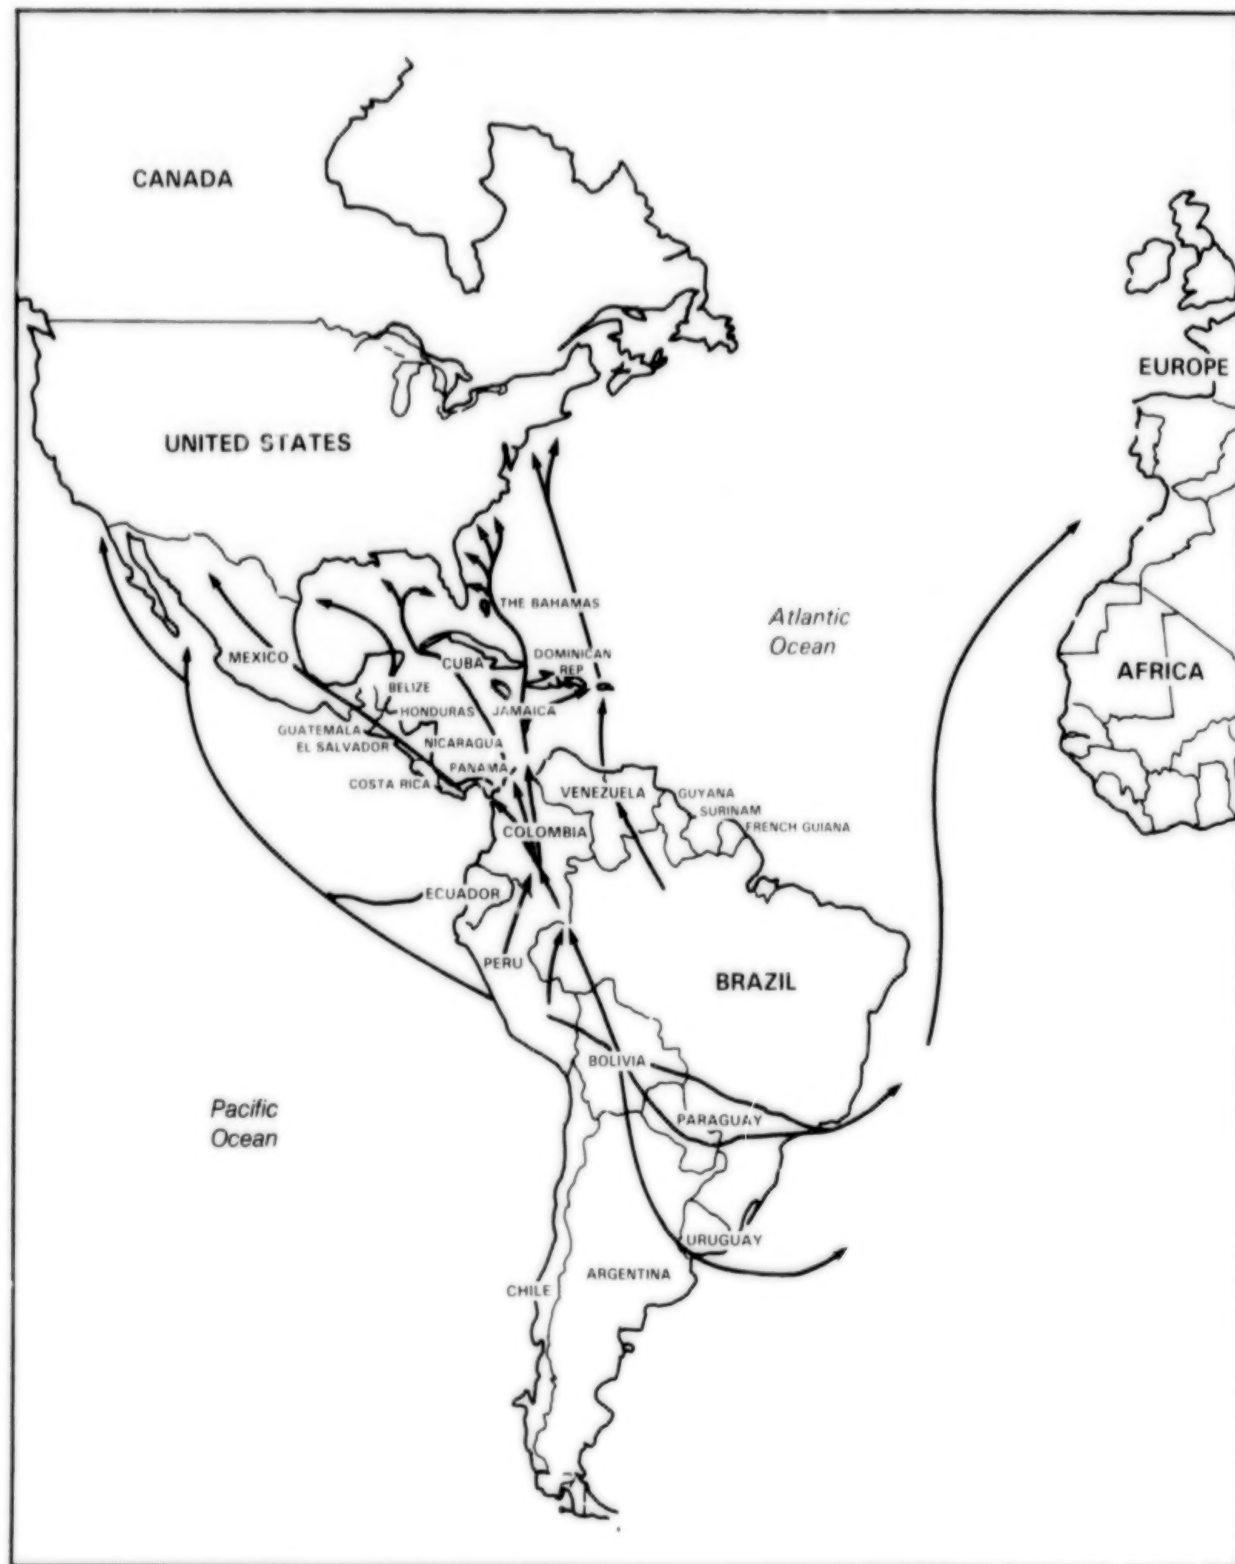 CANADA
EUROPE
UNITED STATES
THE BAHAMAS
Atlantic
Ocean
MEXICO
CUBA
DOMINICAN
REP
AFRICA
BELIZE
HONDURAS
JAMAICA
GUATEMALA
EL SALVADOR
NICARAGUA
PANAMA
COSTA RICA
VENEZUELA
GUYANA
SURINAM
FRENCH GUIANA
COLOMBIA
ECUADOR
PERU
BRAZIL
BOLIVIA
Pacific
Ocean
PARAGUAY
URUGUAY
ARGENTINA
CHILE